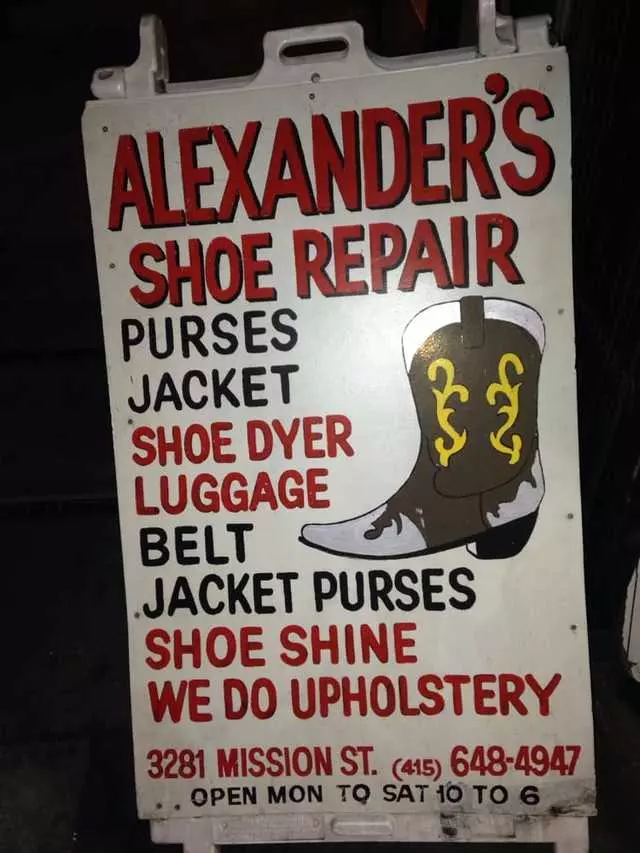 ALEXANDER'S
SHOE REPAIR
PURSES
JACKET
SHOE DYER
LUGGAGE
BELT
JACKET PURSES
SHOE SHINE
WE DO UPHOLSTERY
3281 MISSION ST. (415) 648-4947
OPEN MON TO SAT 10 TO 6